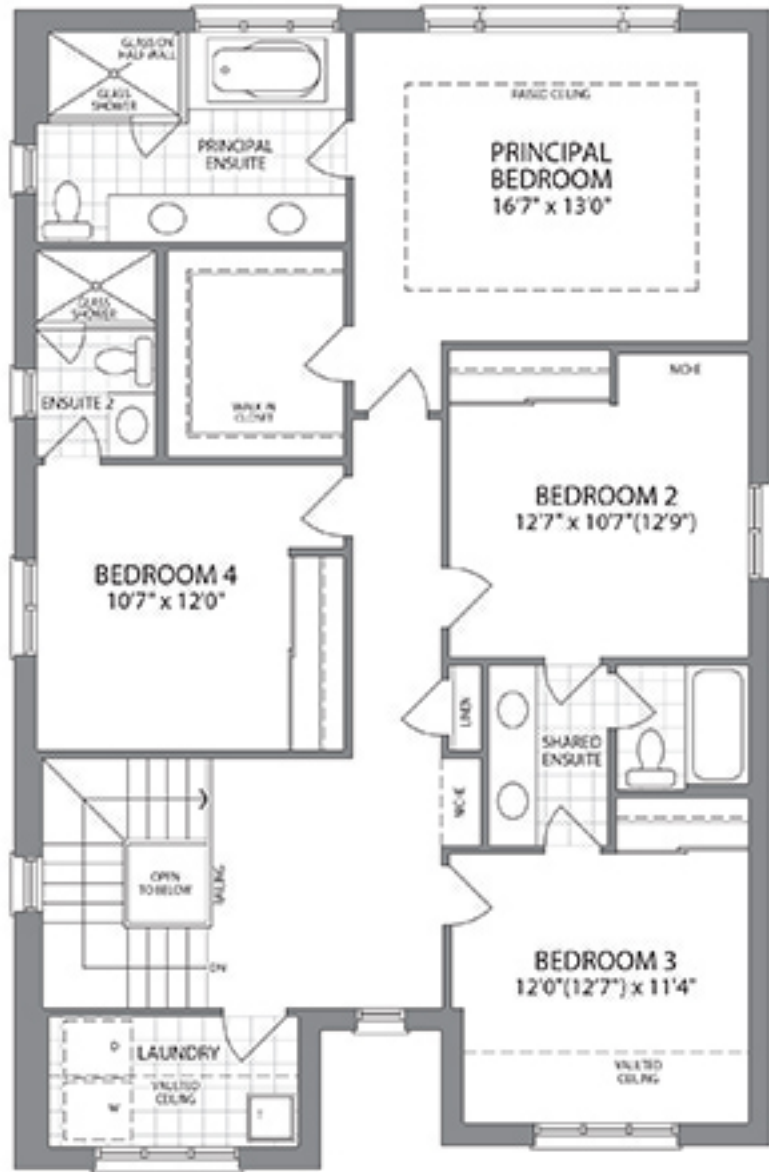 GLASS ON
HALF WALL
GLASS
SHOWER
PRINCIPAL
ENSUITE
RAISED CEILING
PRINCIPAL
BEDROOM
16'7" x 13'0"
GLASS
SHOWER
ENSUITE 2
WALK IN
CLOSET
NICHE
BEDROOM 2
12'7" x 10'7"(12'9")
BEDROOM 4
10'7" x 12'0"
LINEN
SHARED
ENSUITE
NICHE
OPEN
TO BELOW
RAILING
DN
BEDROOM 3
12'0"(12'7") x 11'4"
VAULTED
CEILING
D
LAUNDRY
VAULTED
CEILING
W